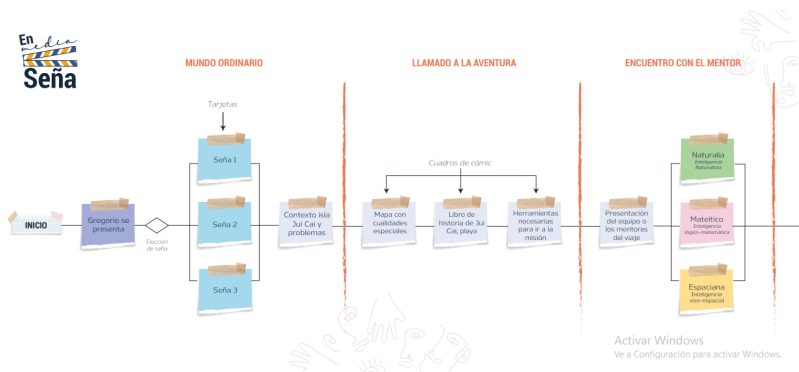 En
media
Seña
MUNDO ORDINARIO
LLAMADO A LA AVENTURA
ENCUENTRO CON EL MENTOR
Tarjetas
INICIO
Gregorio se
presenta
Elección
de seña
Seña 1
Seña 2
Seña 3
Contexto isla
Jui Cai y
problemas
Cuadros de cómic
Mapa con
cualidades
especiales
Libro de
historia de Jui
Cai, playa
Herramientas
necesarias
para ir a la
misión
Presentación
del equipo o
los mentores
del viaje
Naturalia
Inteligencia
Naturalista
Mateítico
Inteligencia
lógico-matemática
Espaciana
Inteligencia
viso-espacial
Activar Windows
Ve a Configuración para activar Windows.